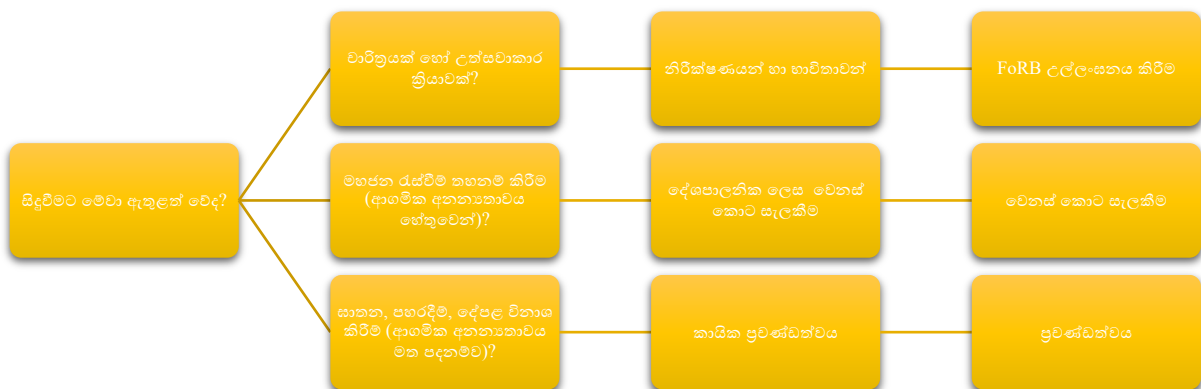 සිදුවීමට මේවා ඇතුළත් වේද?
චාරිත්‍රයක් හෝ උත්සවාකාර
ක්‍රියාවක්?
නිරීක්ෂණයන් හා භාවිතාවන්
FoRB උල්ලංඝනය කිරීම
මහජන රැස්වීම් තහනම් කිරීම
(ආගමික අනන්‍යතාවය
හේතුවෙන්)?
දේශපාලනික ලෙස  වෙනස්
කොට සැලකීම
වෙනස් කොට සැලකීම
ඝාතන, පහරදීම්, දේපළ විනාශ
කිරීම් (ආගමික අනන්‍යතාවය
මත පදනම්ව)?
කායික ප්‍රචණ්ඩත්වය
ප්‍රචණ්ඩත්වය